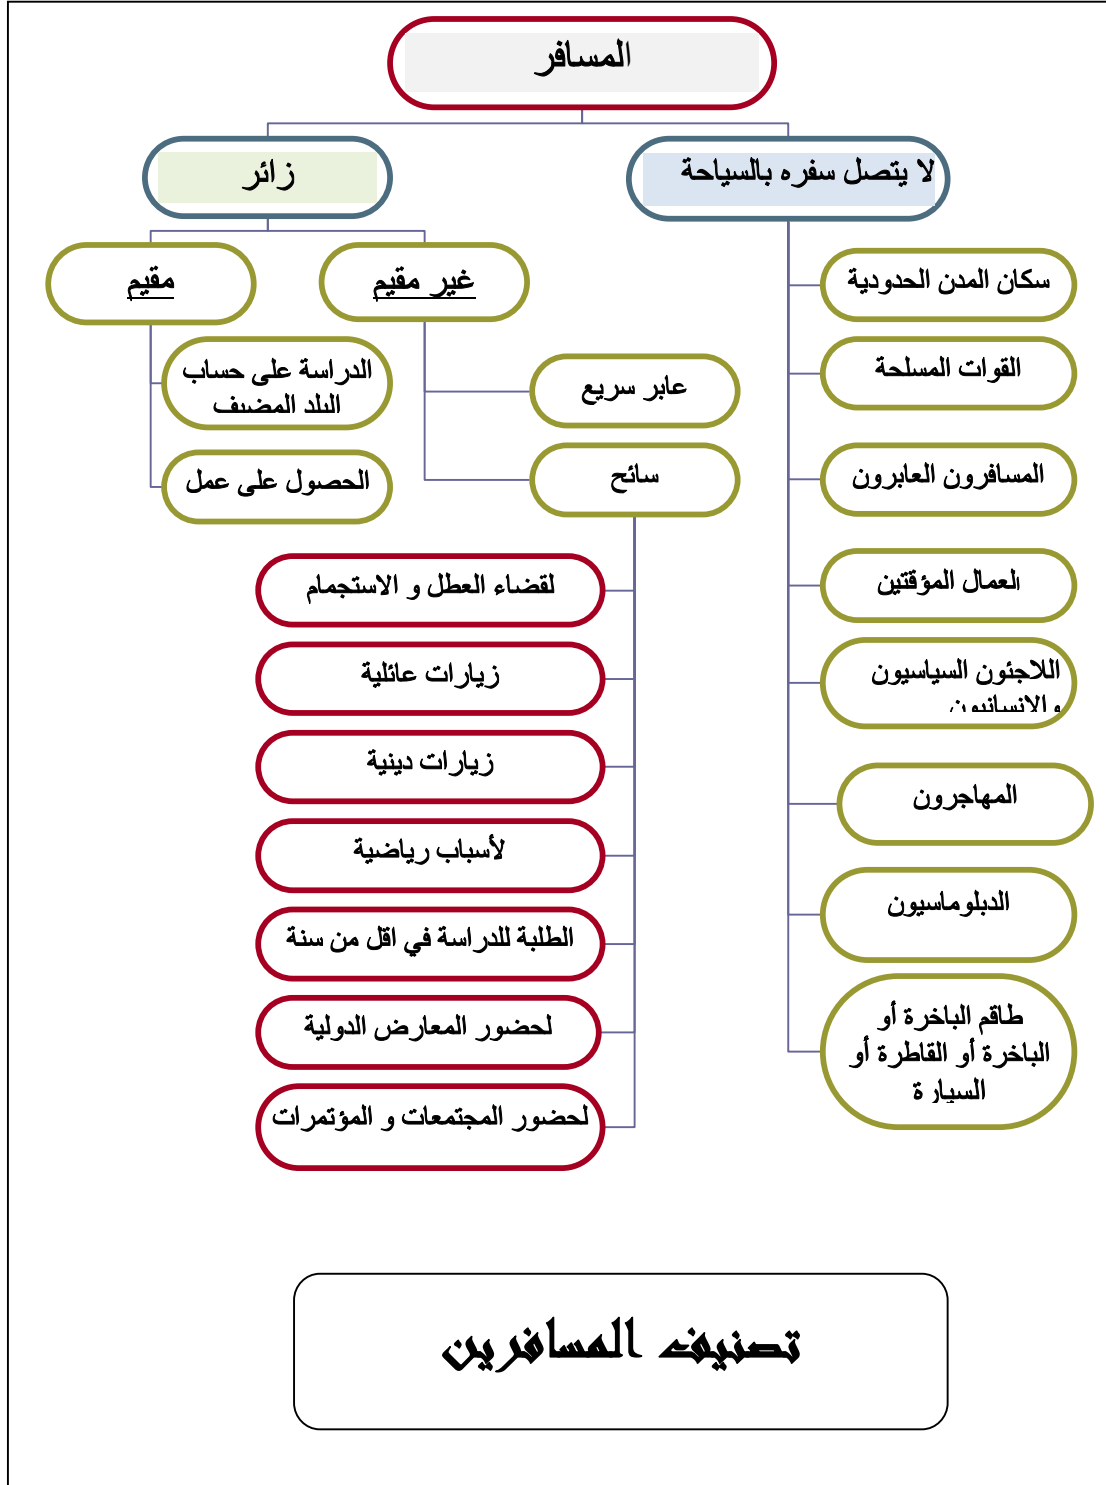 المسافر
لا يتصل سفره بالسياحة
زائر
غير مقيم
مقيم
سكان المدن الحدودية
القوات المسلحة
المسافرون العابرون
العمال المؤقتين
اللاجئون السياسيون
والانسانيون
المهاجرون
الدبلوماسيون
طاقم الباخرة أو
الباخرة أو القاطرة أو
السيارة
عابر سريع
سائح
الدراسة على حساب
البلد المضيف
الحصول على عمل
لقضاء العطل و الاستجمام
زيارات عائلية
زيارات دينية
لأسباب رياضية
الطلبة للدراسة في اقل من سنة
لحضور المعارض الدولية
لحضور المجتمعات و المؤتمرات
تصنيف المسافرين